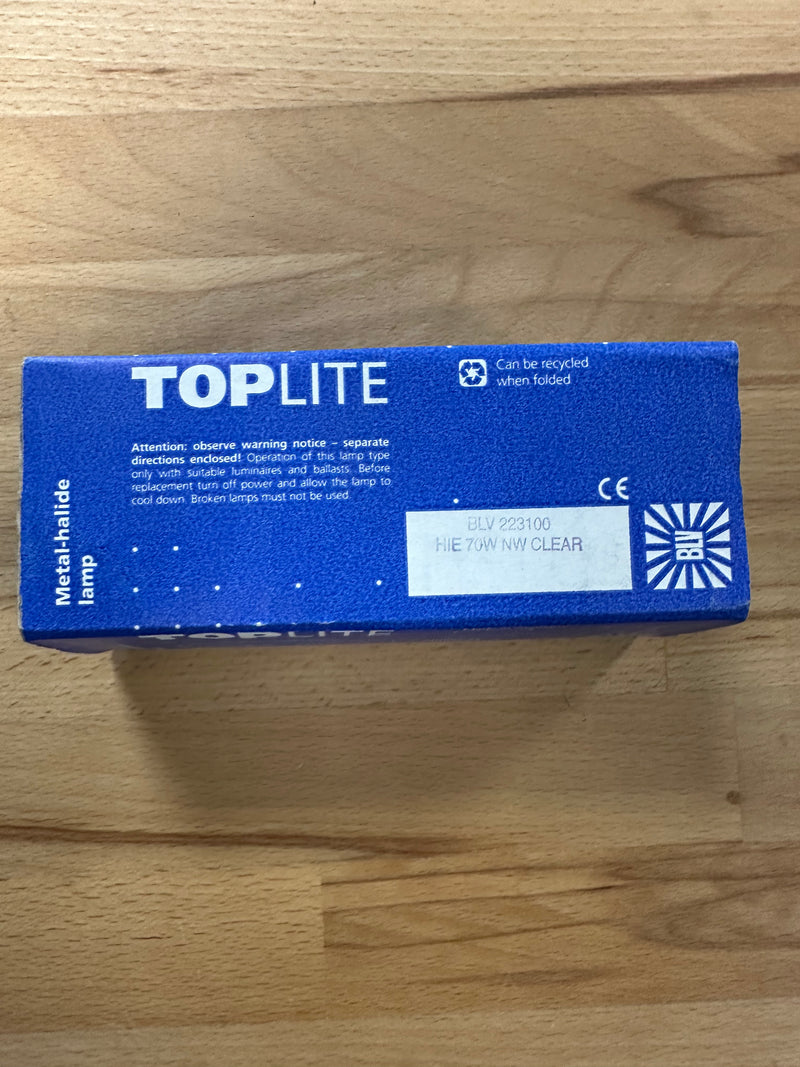 TOPLITE
Can be recycled
when folded
Attention: observe warning notice – separate
directions enclosed! Operation of this lamp type
only with suitable luminaires and ballasts. Before
replacement turn off power and allow the lamp to
cool down. Broken lamps must not be used.
Metal-halide
lamp
CE
BLV 223100
HIE 70W NW CLEAR
BLV
TOPLITE